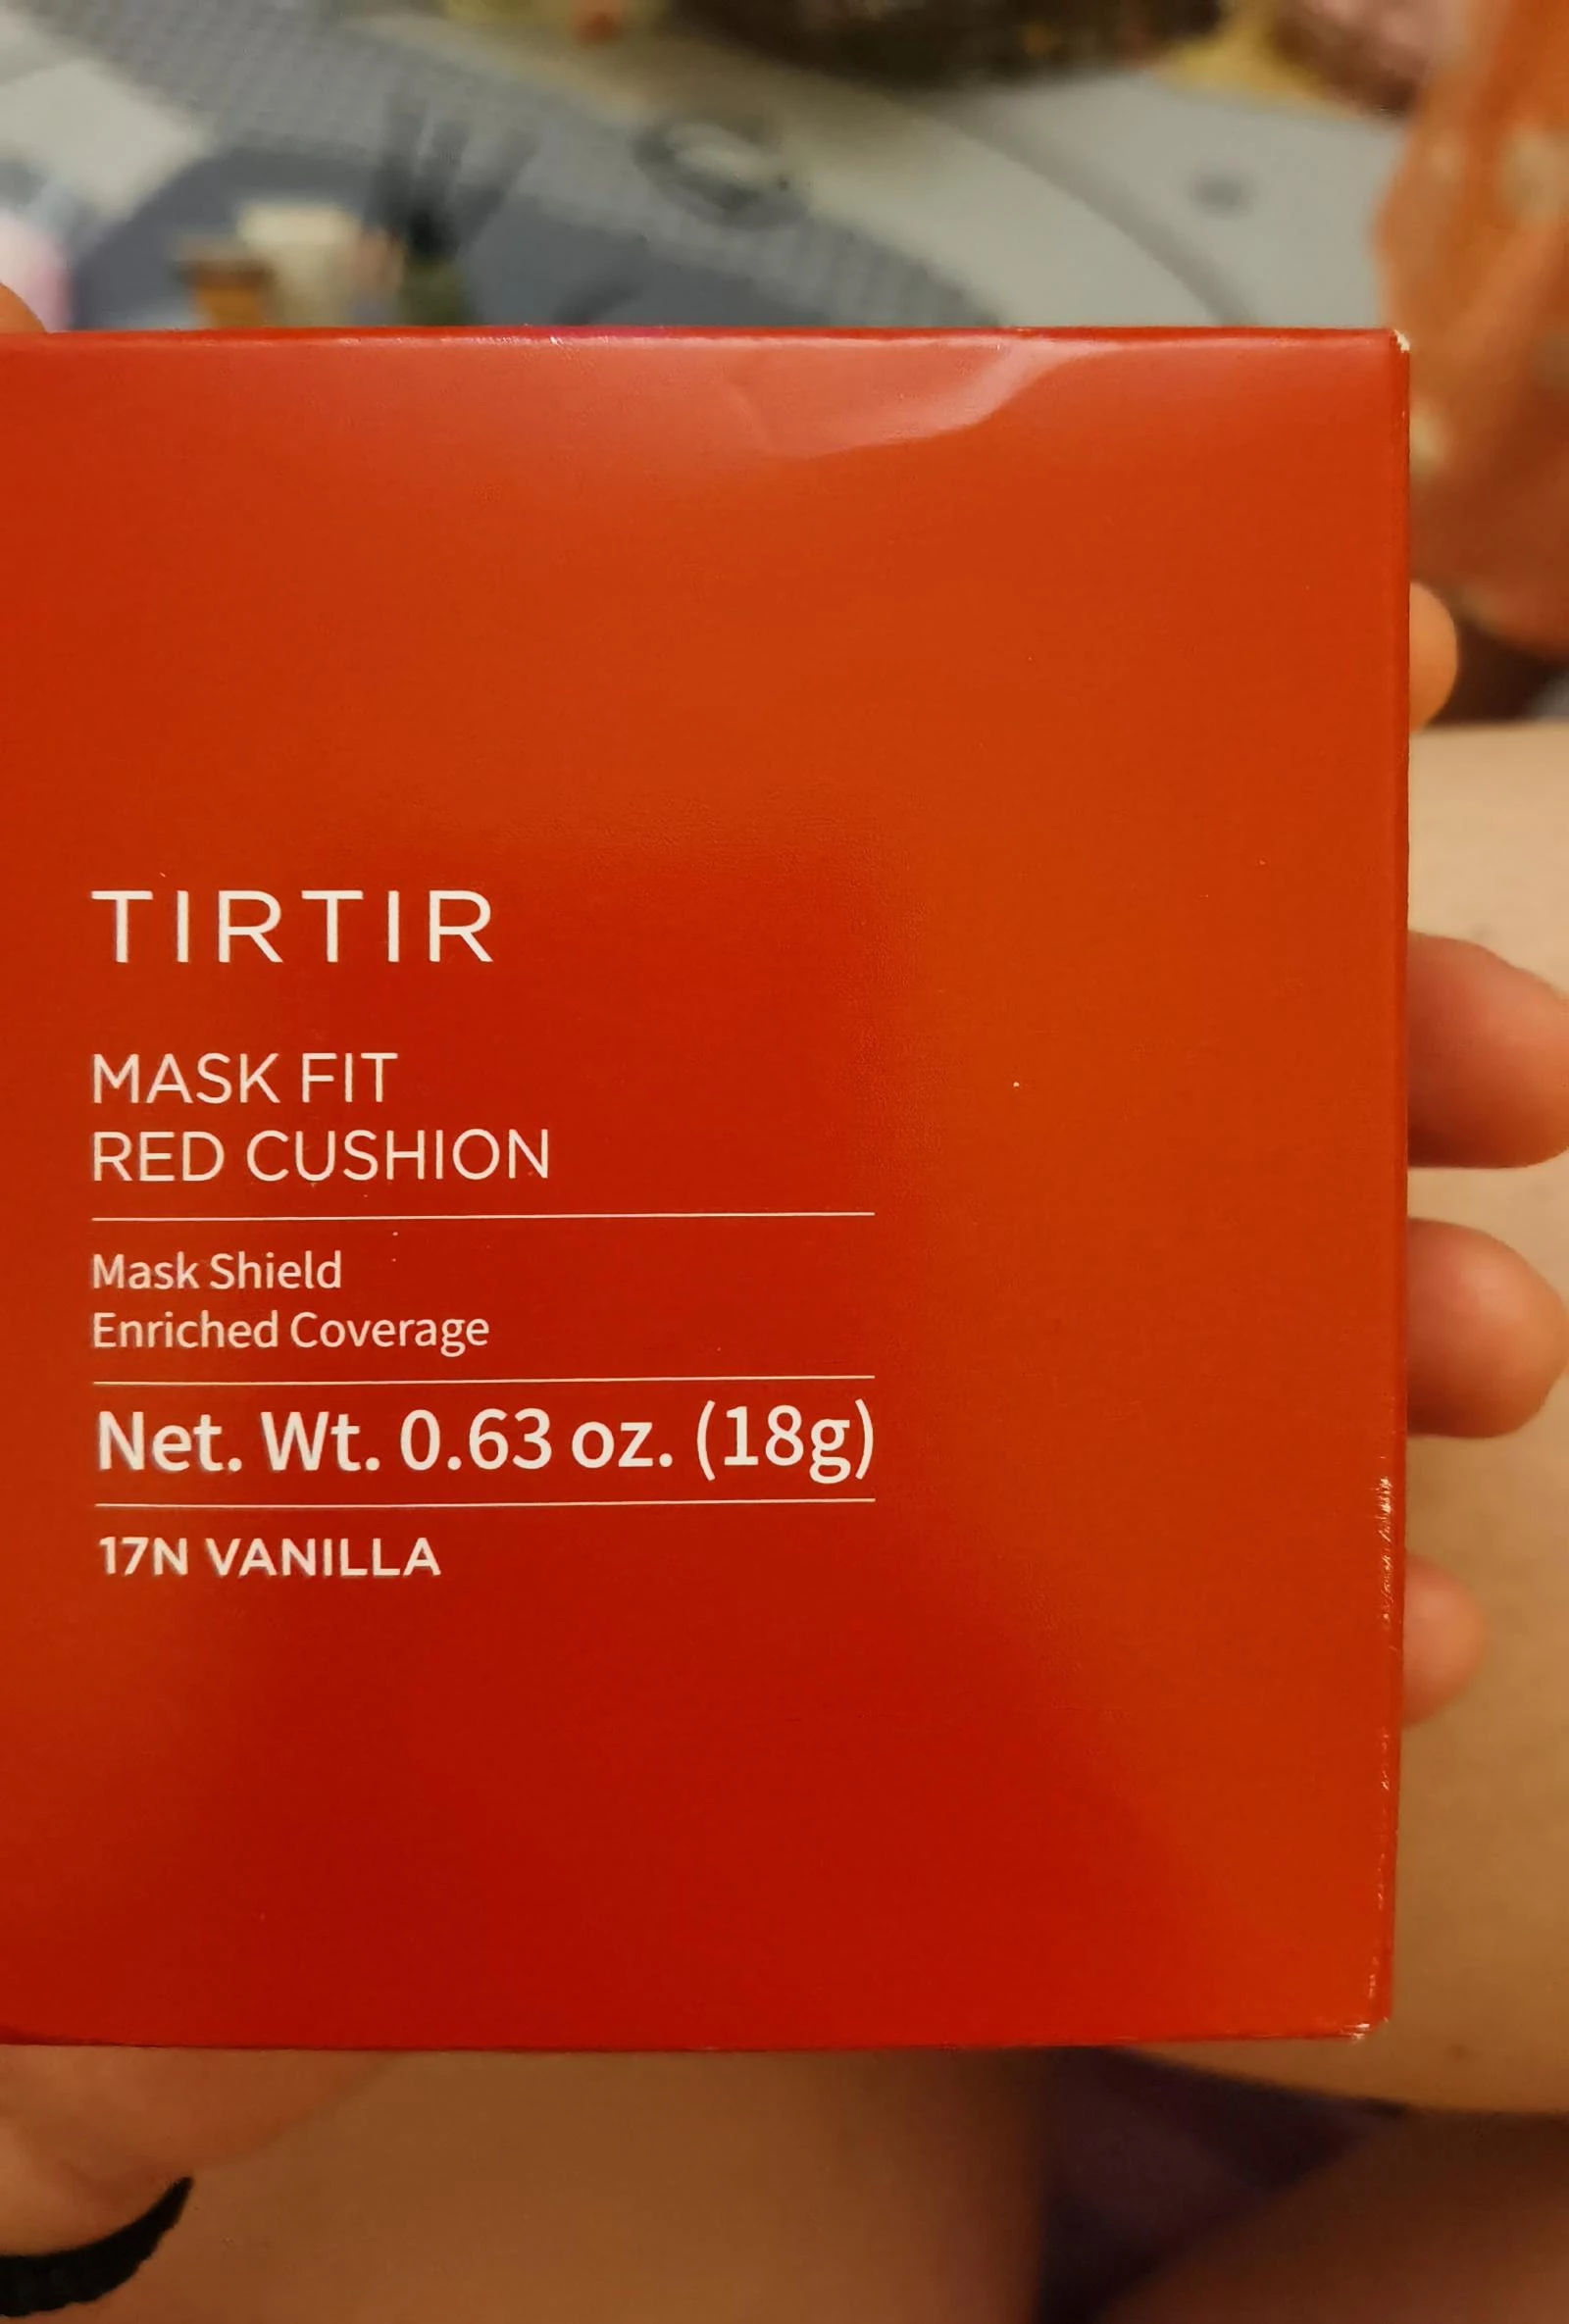 TIRTIR
MASK FIT
RED CUSHION
Mask Shield
Enriched Coverage
Net. Wt. 0.63 oz. (18g)
17N VANILLA